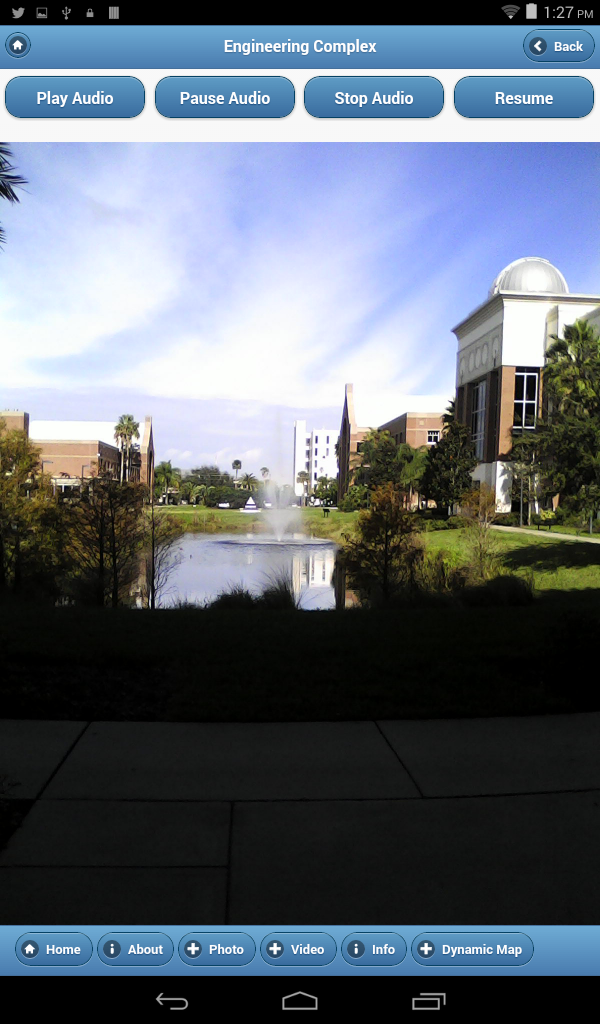 1:27 PM
Engineering Complex
Back
Play Audio Pause Audio Stop Audio Resume
Home About Photo Video Info Dynamic Map